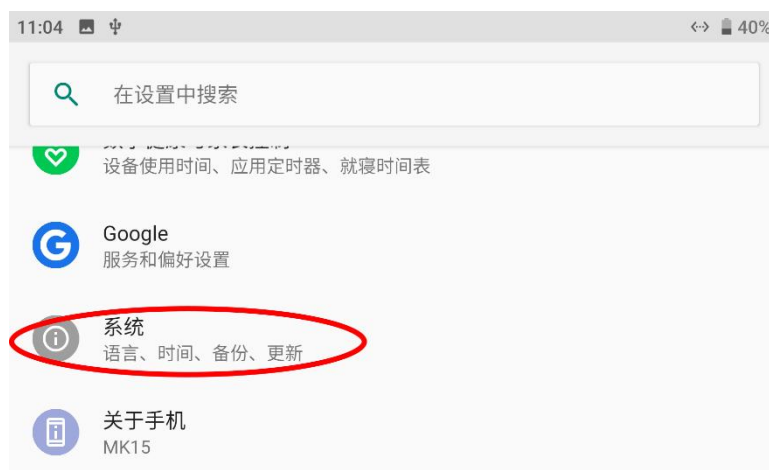 11:04
40%
在设置中搜索
设备使用时间、应用定时器、就寝时间表
Google
服务和偏好设置
系统
语言、时间、备份、更新
关于手机
MK15